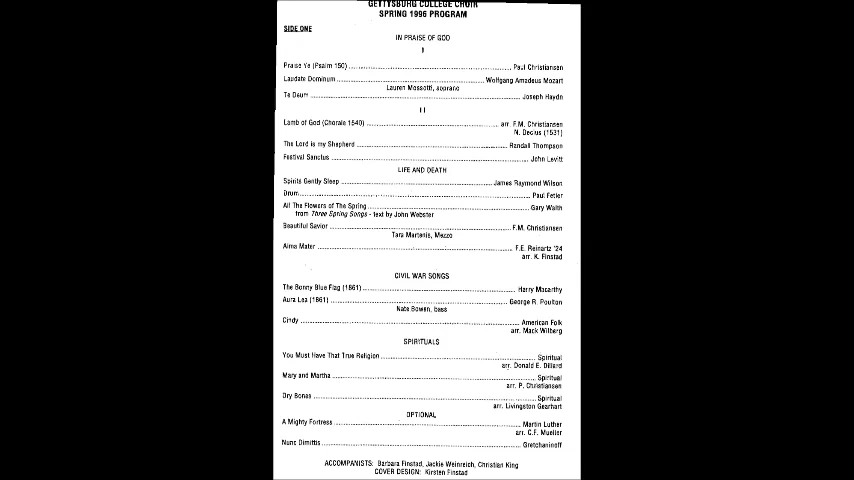 GETTYSBURG COLLEGE CHOIR
SPRING 1996 PROGRAM
SIDE ONE
IN PRAISE OF GOD
I
Praise Ye (Psalm 150) Paul Christiansen
Laudate Dominum Wolfgang Amadeus Mozart
Lauren Mossotti, soprano
Te Deum Joseph Haydn
II
Lamb of God (Chorale 1540) arr. F.M. Christiansen
N. Decius (1531)
The Lord is my Shepherd Randall Thompson
Festival Sanctus John Levitt
LIFE AND DEATH
Spirits Gently Sleep James Raymond Wilson
Drum Paul Fetler
All The Flowers of The Spring Gary Walth
from Three Spring Songs - text by John Webster
Beautiful Savior F.M. Christiansen
Tara Martenis, Mezzo
Alma Mater F.E. Reinartz '24
arr. K. Finstad
CIVIL WAR SONGS
The Bonny Blue Flag (1861) Harry Macarthy
Aura Lea (1861) George R. Poulton
Nate Bowen, bass
Cindy American Folk
arr. Mack Wilberg
SPIRITUALS
You Must Have That True Religion Spiritual
arr. Donald E. Dillard
Mary and Martha Spiritual
arr. P. Christiansen
Dry Bones Spiritual
arr. Livingston Gearhart
OPTIONAL
A Mighty Fortress Martin Luther
arr. C.F. Mueller
Nunc Dimittis Gretchaninoff
ACCOMPANISTS: Barbara Finstad, Jackie Weinreich, Christian King
COVER DESIGN: Kirsten Finstad